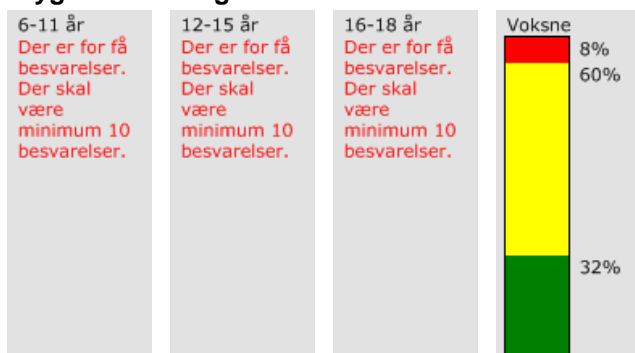 6-11 år
Der er for få
besvarelser.
Der skal
være
minimum 10
besvarelser.
12-15 år
Der er for få
besvarelser.
Der skal
være
minimum 10
besvarelser.
16-18 år
Der er for få
besvarelser.
Der skal
være
minimum 10
besvarelser.
Voksne
8%
60%
32%